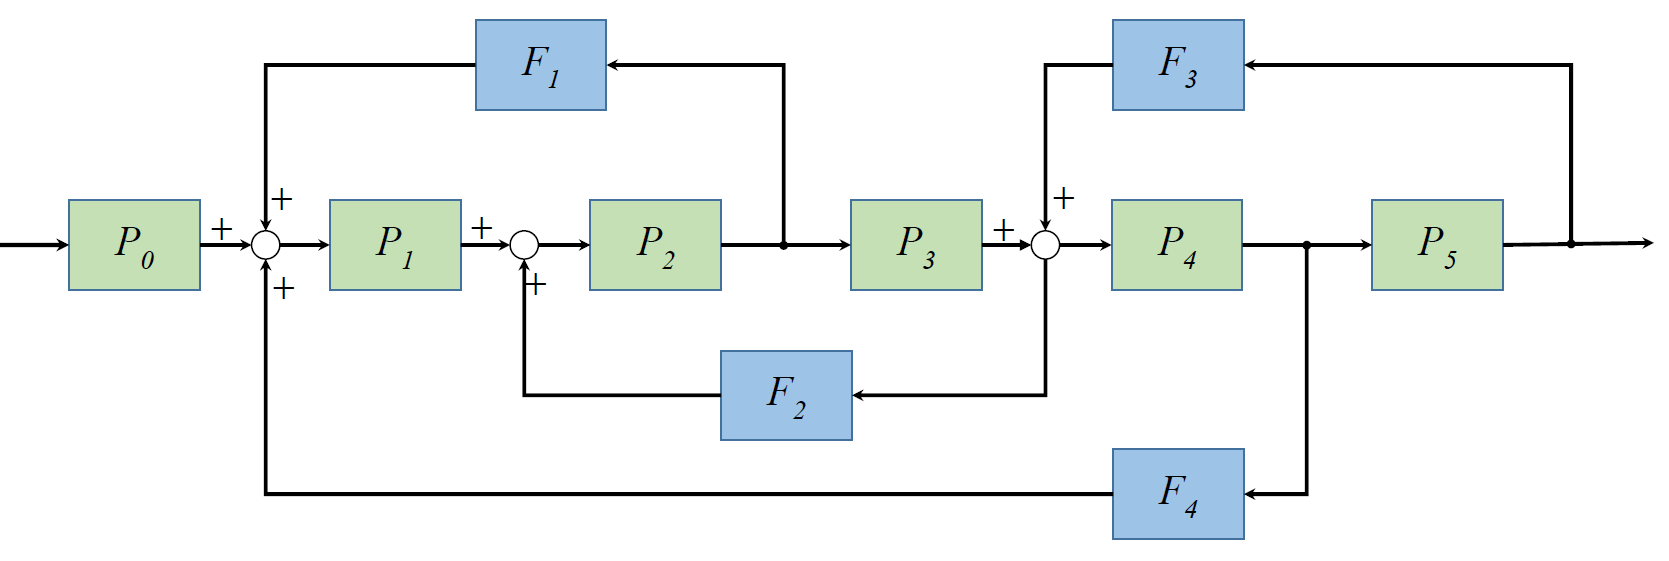 F1 F3
+ +
P0 + P1 + P2 P3 + P4 P5
+ +
F2
F4